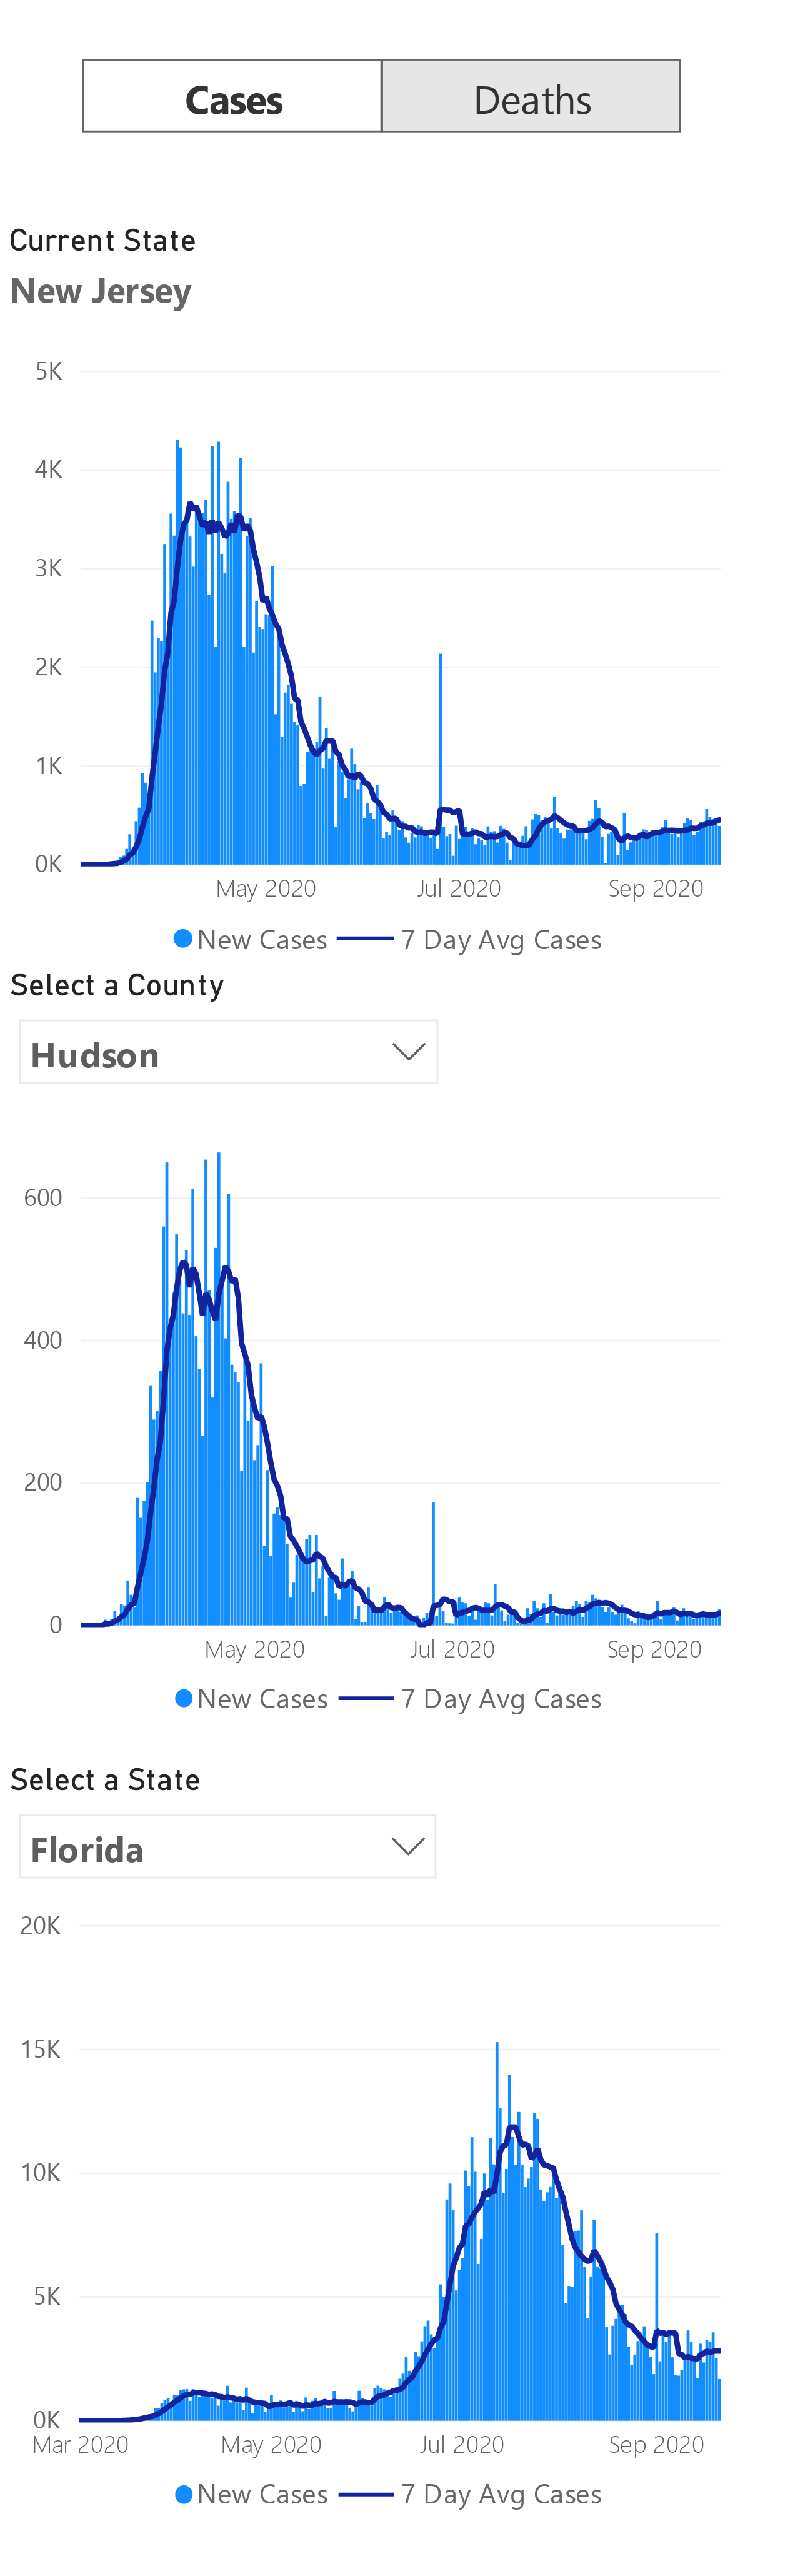 Cases Deaths
Current State
New Jersey
5K
4K
3K
2K
1K
0K
May 2020 Jul 2020 Sep 2020
New Cases 7 Day Avg Cases
Select a County
Hudson
600
400
200
0
May 2020 Jul 2020 Sep 2020
New Cases 7 Day Avg Cases
Select a State
Florida
20K
15K
10K
5K
0K
Mar 2020 May 2020 Jul 2020 Sep 2020
New Cases 7 Day Avg Cases